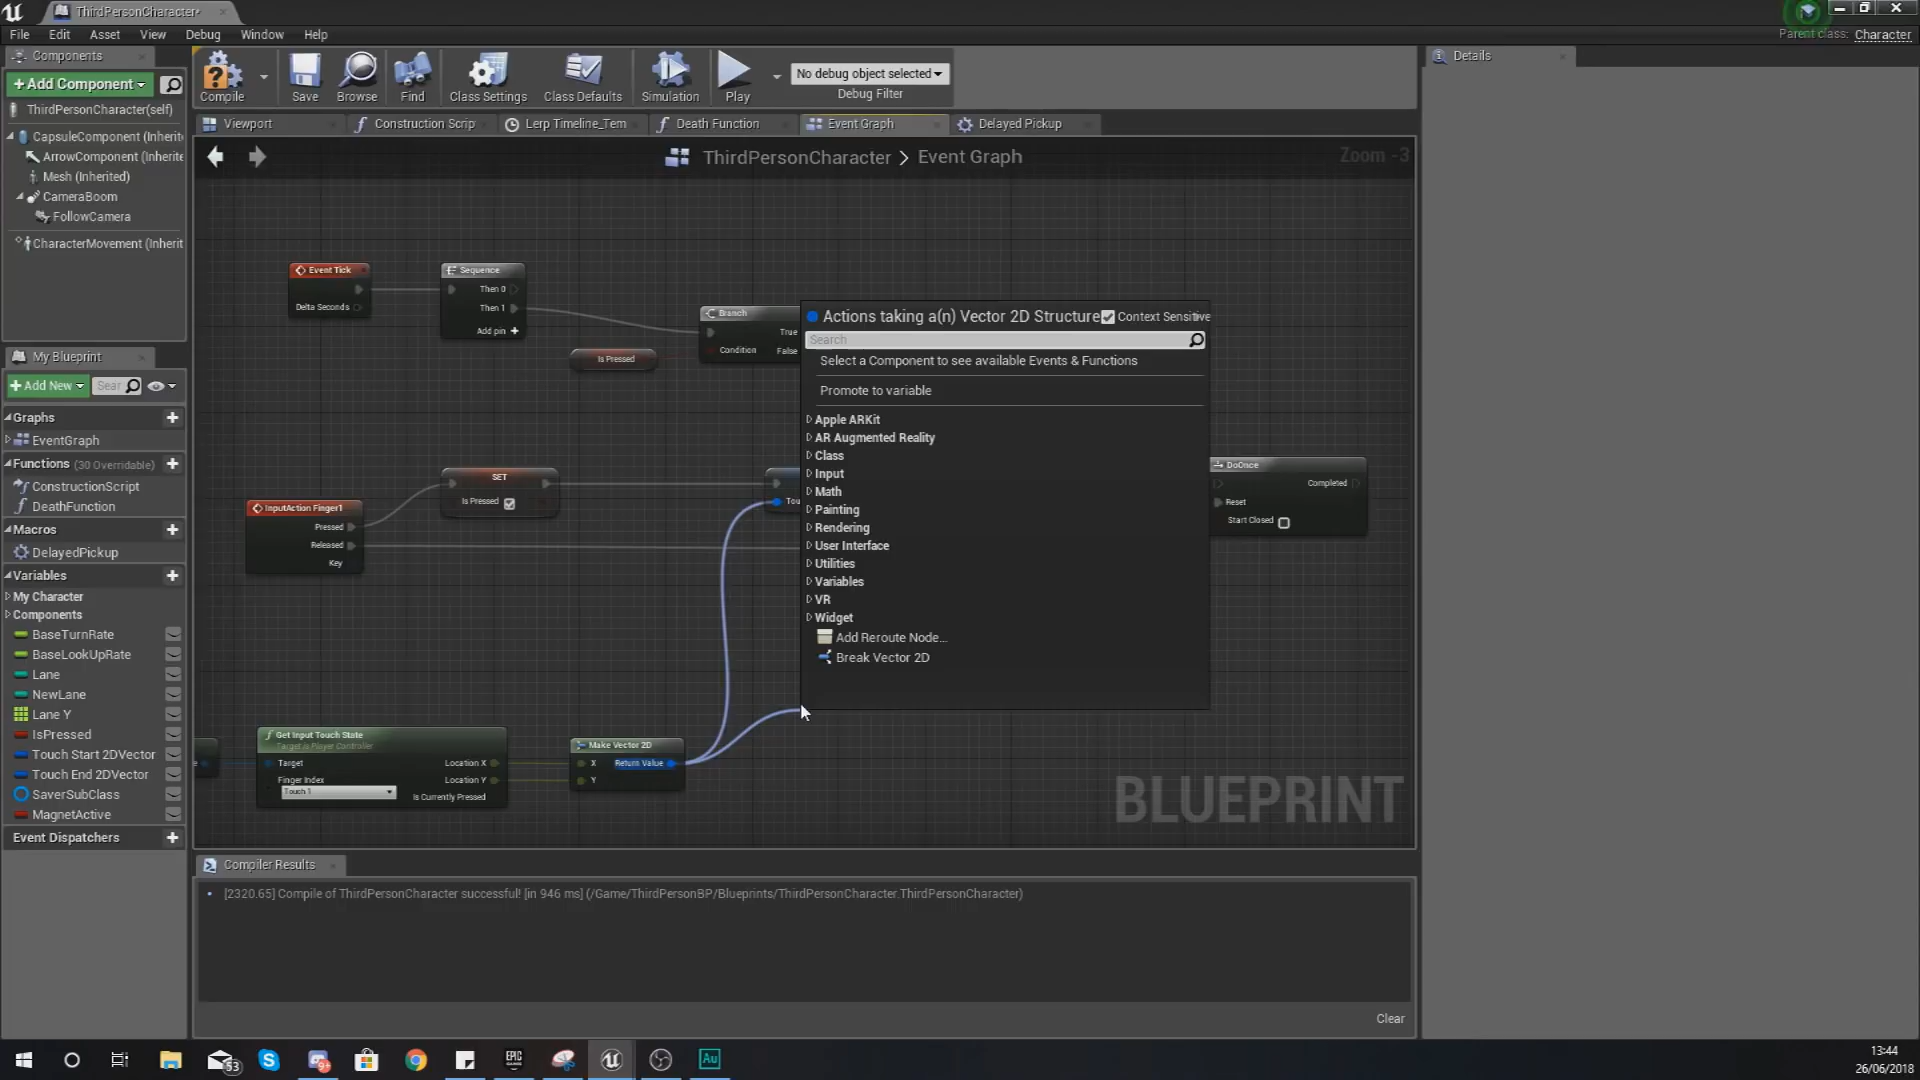 ThirdPersonCharacter*
File Edit Asset View Debug Window Help
Parent class: Character
Components
+Add Component
ThirdPersonCharacter(self)
CapsuleComponent (Inherite
ArrowComponent (Inherite
Mesh (Inherited)
CameraBoom
FollowCamera
CharacterMovement (Inherit
Compile
Save
Browse
Find
Class Settings
Class Defaults
Simulation
Play
No debug object selected
Debug Filter
Details
Viewport
Construction Scrip
Lerp Timeline_Tem
Death Function
Event Graph
Delayed Pickup
ThirdPersonCharacter > Event Graph
Zoom -3
My Blueprint
+Add New
Sear
Graphs
EventGraph
Functions (30 Overridable)
ConstructionScript
DeathFunction
Macros
DelayedPickup
Variables
My Character
Components
BaseTurnRate
BaseLookUpRate
Lane
NewLane
Lane Y
IsPressed
Touch Start 2DVector
Touch End 2DVector
SaverSubClass
MagnetActive
Event Dispatchers
Event Tick
Delta Seconds
Sequence
Then 0
Then 1
Add pin +
Is Pressed
Branch
True
Condition
False
SET
Is Pressed
InputAction Finger1
Pressed
Released
Key
Tou
DoOnce
Completed
Reset
Start Closed
Get Input Touch State
Target is Player Controller
Target
Location X
Finger Index
Location Y
Touch 1
Is Currently Pressed
e
Make Vector 2D
X
Return Value
Y
Actions taking a(n) Vector 2D Structure
Context Sensitive
Search
Select a Component to see available Events & Functions
Promote to variable
Apple ARKit
AR Augmented Reality
Class
Input
Math
Painting
Rendering
User Interface
Utilities
Variables
VR
Widget
Add Reroute Node...
Break Vector 2D
BLUEPRINT
Compiler Results
[2320.65] Compile of ThirdPersonCharacter successful! [in 946 ms] (/Game/ThirdPersonBP/Blueprints/ThirdPersonCharacter.ThirdPersonCharacter)
Clear
53
9+
EPIC
GAMES
Au
13:44
26/06/2018